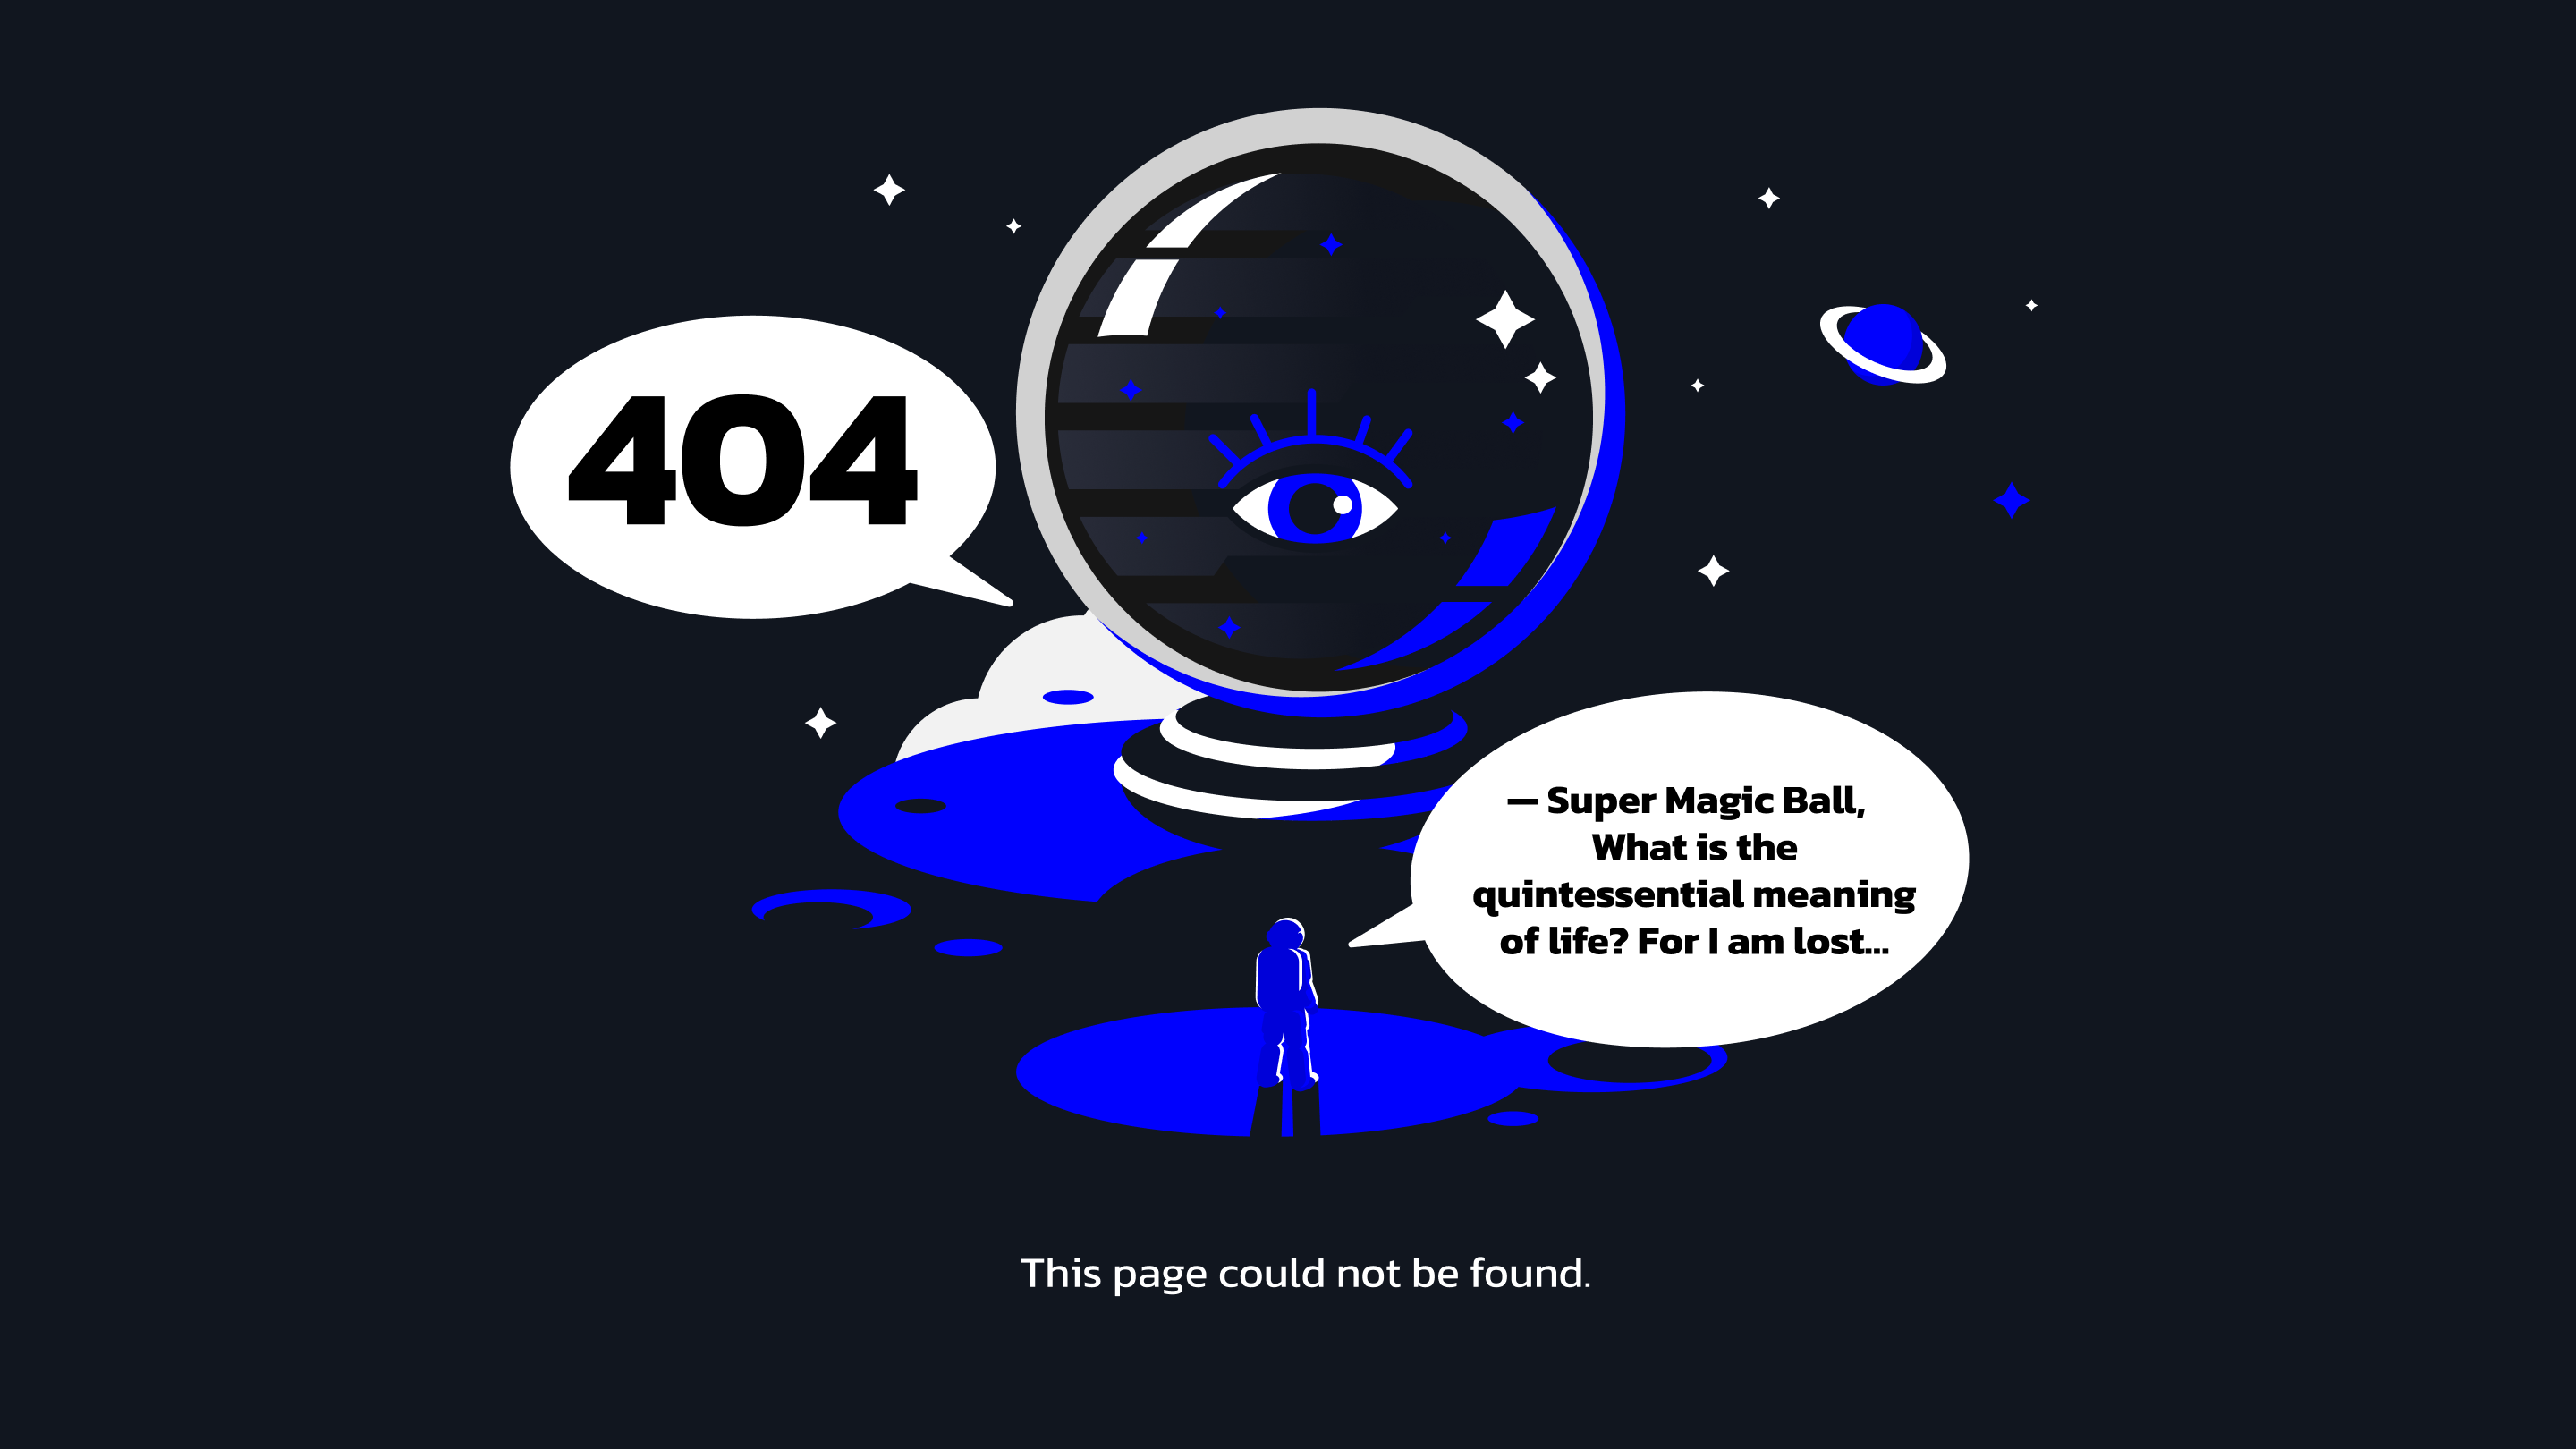 404
— Super Magic Ball,
What is the
quintessential meaning
of life? For I am lost...
This page could not be found.